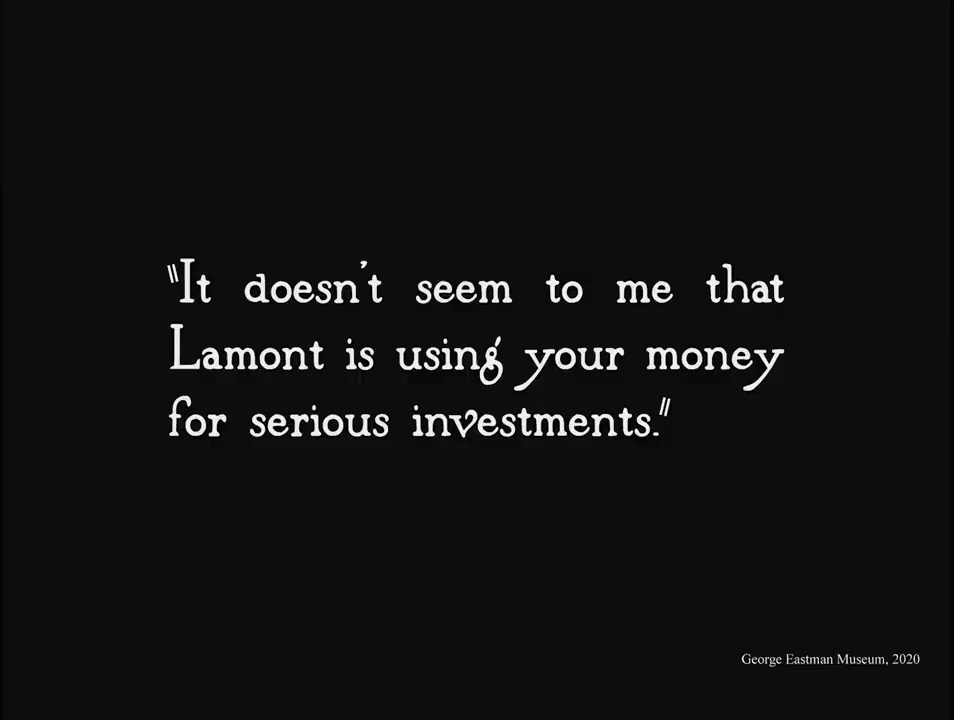 "It doesn't seem to me that
Lamont is using your money
for serious investments."
George Eastman Museum, 2020